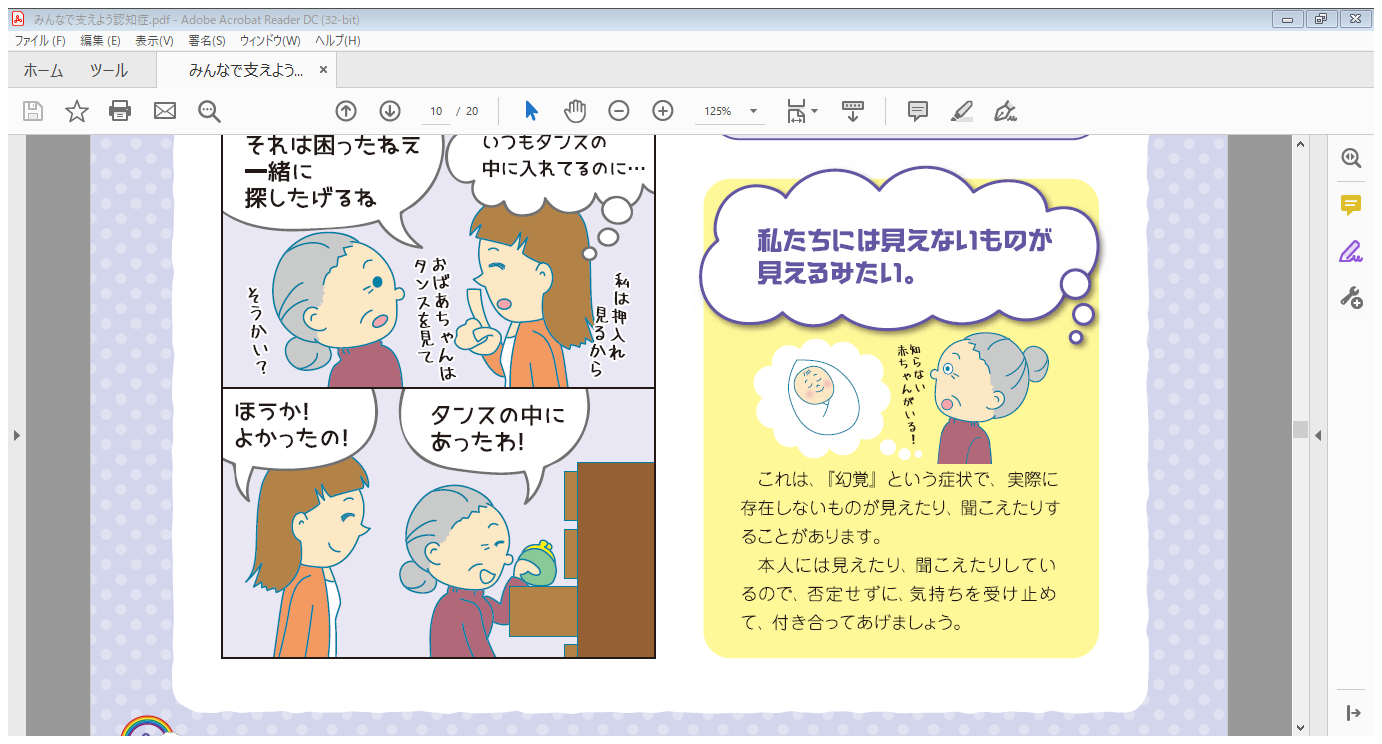 みんなで支えよう認知症.pdf - Adobe Acrobat Reader DC (32-bit)
ファイル(F) 編集(E) 表示(V) 署名(S) ウィンドウ(W) ヘルプ(H)
ホーム ツール みんなで支えよう... ×
10 / 20 125%
それは困ったねえ
一緒に
探したげるね
いつもタンスの
中に入れてるのに…
おばあちゃんは
タンスを見て
私は押入れ
見るから
そうかい？
ほうか！
よかったの！
タンスの中に
あったわ！
私たちには見えないものが
見えるみたい。
知らない
赤ちゃんがいる！
これは、『幻覚』という症状で、実際に
存在しないものが見えたり、聞こえたりす
ることがあります。
本人には見えたり、聞こえたりしてい
るので、否定せずに、気持ちを受け止め
て、付き合ってあげましょう。